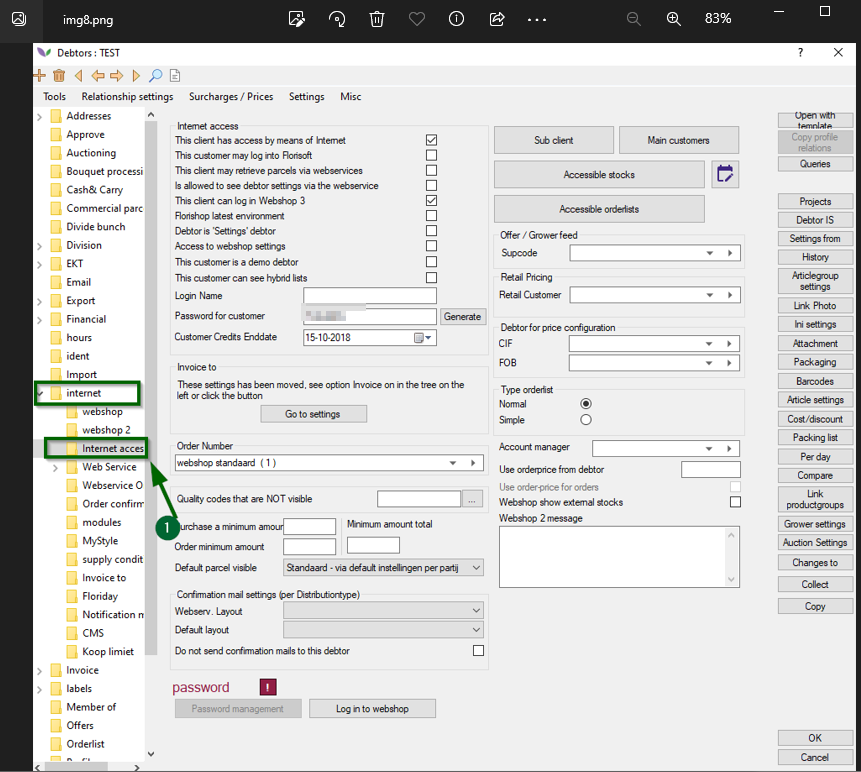 img8.png
83%
Debtors : TEST
?
Tools Relationship settings Surcharges / Prices Settings Misc
Addresses
Approve
Auctioning
Bouquet processi
Cash& Carry
Commercial parc
Divide bunch
Division
EKT
Email
Export
Financial
hours
ident
Import
internet
webshop
webshop 2
Internet acces
Web Service
Webservice O
Order confirm
modules
MyStyle
supply condit
Invoice to
Floriday
Notification m
CMS
Koop limiet
Invoice
labels
Member of
Offers
Orderlist
1
Internet access
This client has access by means of Internet
This customer may log into Florisoft
This client may retrieve parcels via webservices
Is allowed to see debtor settings via the webservice
This client can log in Webshop 3
Florishop latest environment
Debtor is 'Settings' debtor
Access to webshop settings
This customer is a demo debtor
This customer can see hybrid lists
Login Name
Password for customer Generate
Customer Credits Enddate 15-10-2018
Invoice to
These settings has been moved, see option Invoice on in the tree on the
left or click the button
Go to settings
Order Number
webshop standaard ( 1 )
Quality codes that are NOT visible ...
urchase a minimum amour Minimum amount total
Order minimum amount
Default parcel visible Standaard - via default instellingen per partij
Confirmation mail settings (per Distributiontype)
Webserv. Layout
Default layout
Do not send confirmation mails to this debtor
password !
Password management Log in to webshop
Sub client Main customers
Accessible stocks
Accessible orderlists
Offer / Grower feed
Supcode
Retail Pricing
Retail Customer
Debtor for price configuration
CIF
FOB
Type orderlist
Normal
Simple
Account manager
Use orderprice from debtor
Use order-price for orders
Webshop show external stocks
Webshop 2 message
Open with
template
Copy profile
relations
Queries
Projects
Debtor IS
Settings from
History
Articlegroup
settings
Link Photo
Ini settings
Attachment
Packaging
Barcodes
Article settings
Cost/discount
Packing list
Per day
Compare
Link
productgroups
Grower settings
Auction Settings
Changes to
Collect
Copy
OK
Cancel